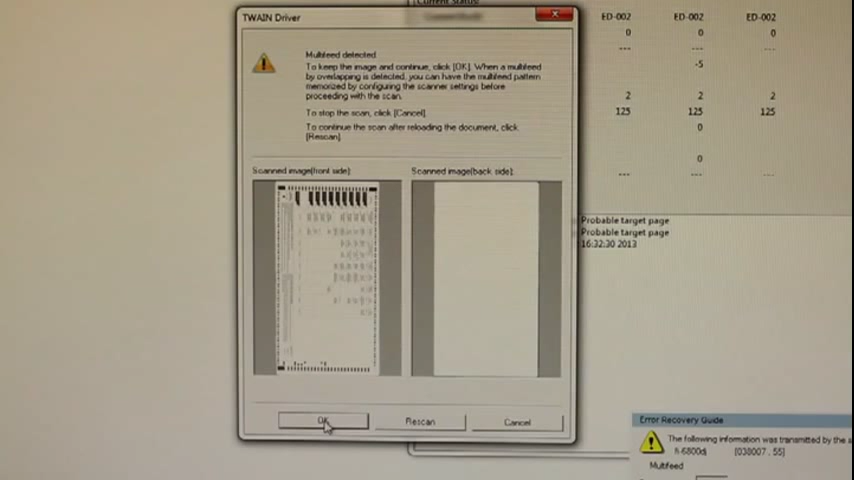 Current Status:
TWAIN Driver
Multifeed detected.
To keep the image and continue, click [OK]. When a multifeed
by overlapping is detected, you can have the multifeed pattern
memorized by configuring the scanner settings before
proceeding with the scan.
To stop the scan, click [Cancel].
To continue the scan after reloading the document, click
[Rescan].
Scanned image(front side):
Scanned image(back side):
OK
Rescan
Cancel
ED-002 ED-002 ED-002
0 0 0
--- --- ---
-5
2 2 2
125 125 125
0
0
--- --- ---
Probable target page
Probable target page
16:32:30 2013
Error Recovery Guide
The following information was transmitted by the
fi-6800dj [038007 , 55]
Multifeed